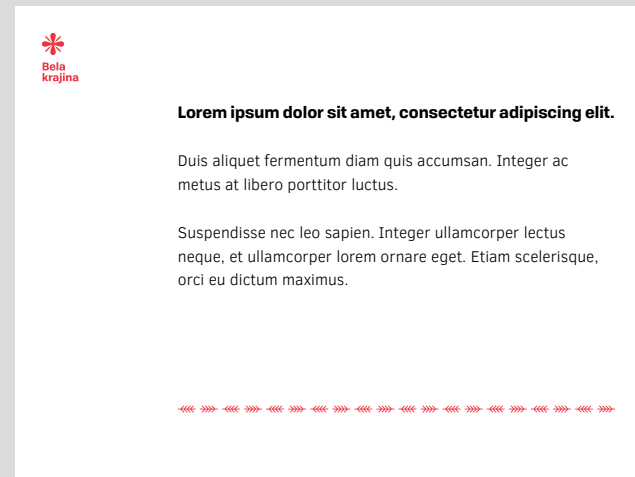 Bela
krajina
Lorem ipsum dolor sit amet, consectetur adipiscing elit.
Duis aliquet fermentum diam quis accumsan. Integer ac
metus at libero porttitor luctus.
Suspendisse nec leo sapien. Integer ullamcorper lectus
neque, et ullamcorper lorem ornare eget. Etiam scelerisque,
orci eu dictum maximus.